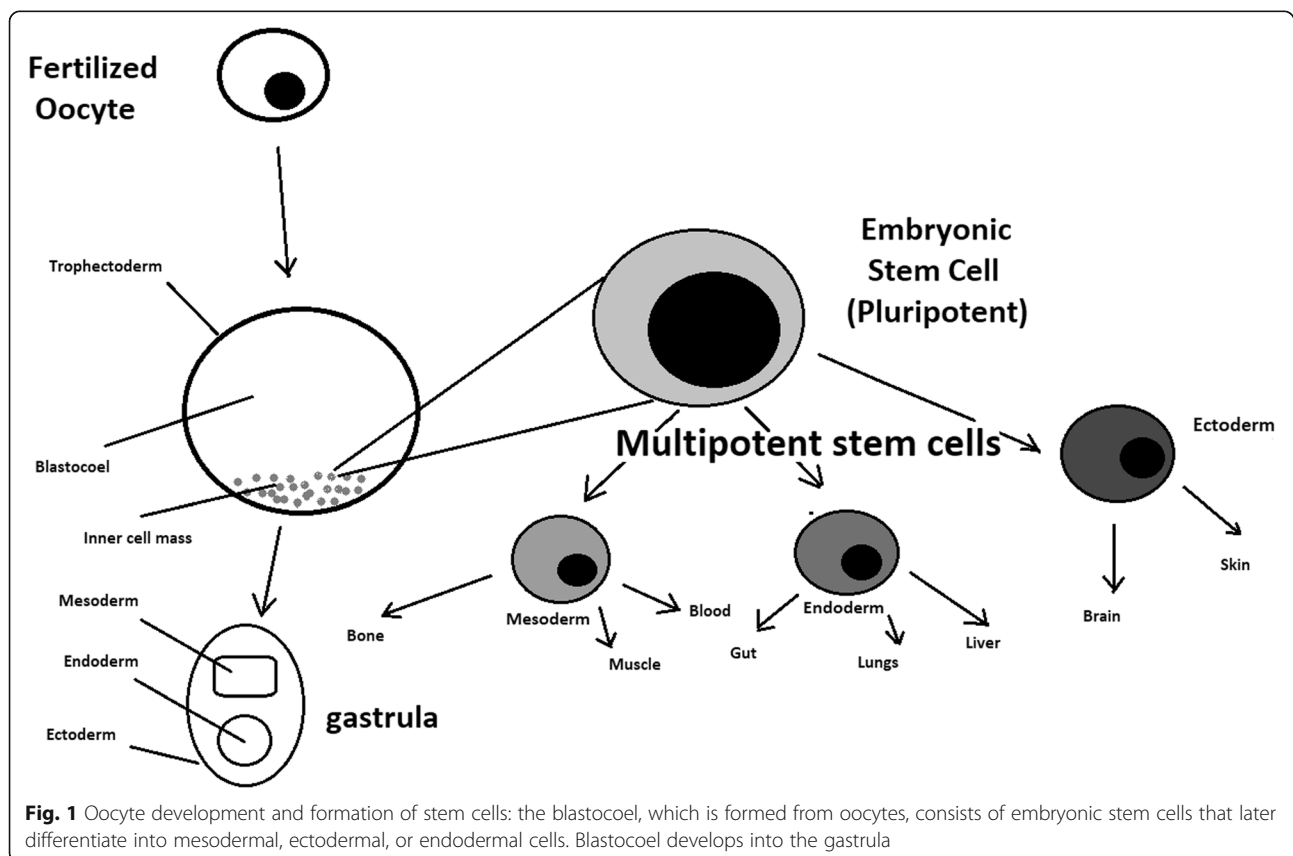 Fertilized
Oocyte
Trophectoderm
Embryonic
Stem Cell
(Pluripotent)
Multipotent stem cells
Ectoderm
Blastocoel
Inner cell mass
Skin
Mesoderm
Endoderm
Ectoderm
gastrula
Bone
Mesoderm
Blood
Muscle
Endoderm
Gut
Lungs
Liver
Brain
Fig. 1 Oocyte development and formation of stem cells: the blastocoel, which is formed from oocytes, consists of embryonic stem cells that later
differentiate into mesodermal, ectodermal, or endodermal cells. Blastocoel develops into the gastrula